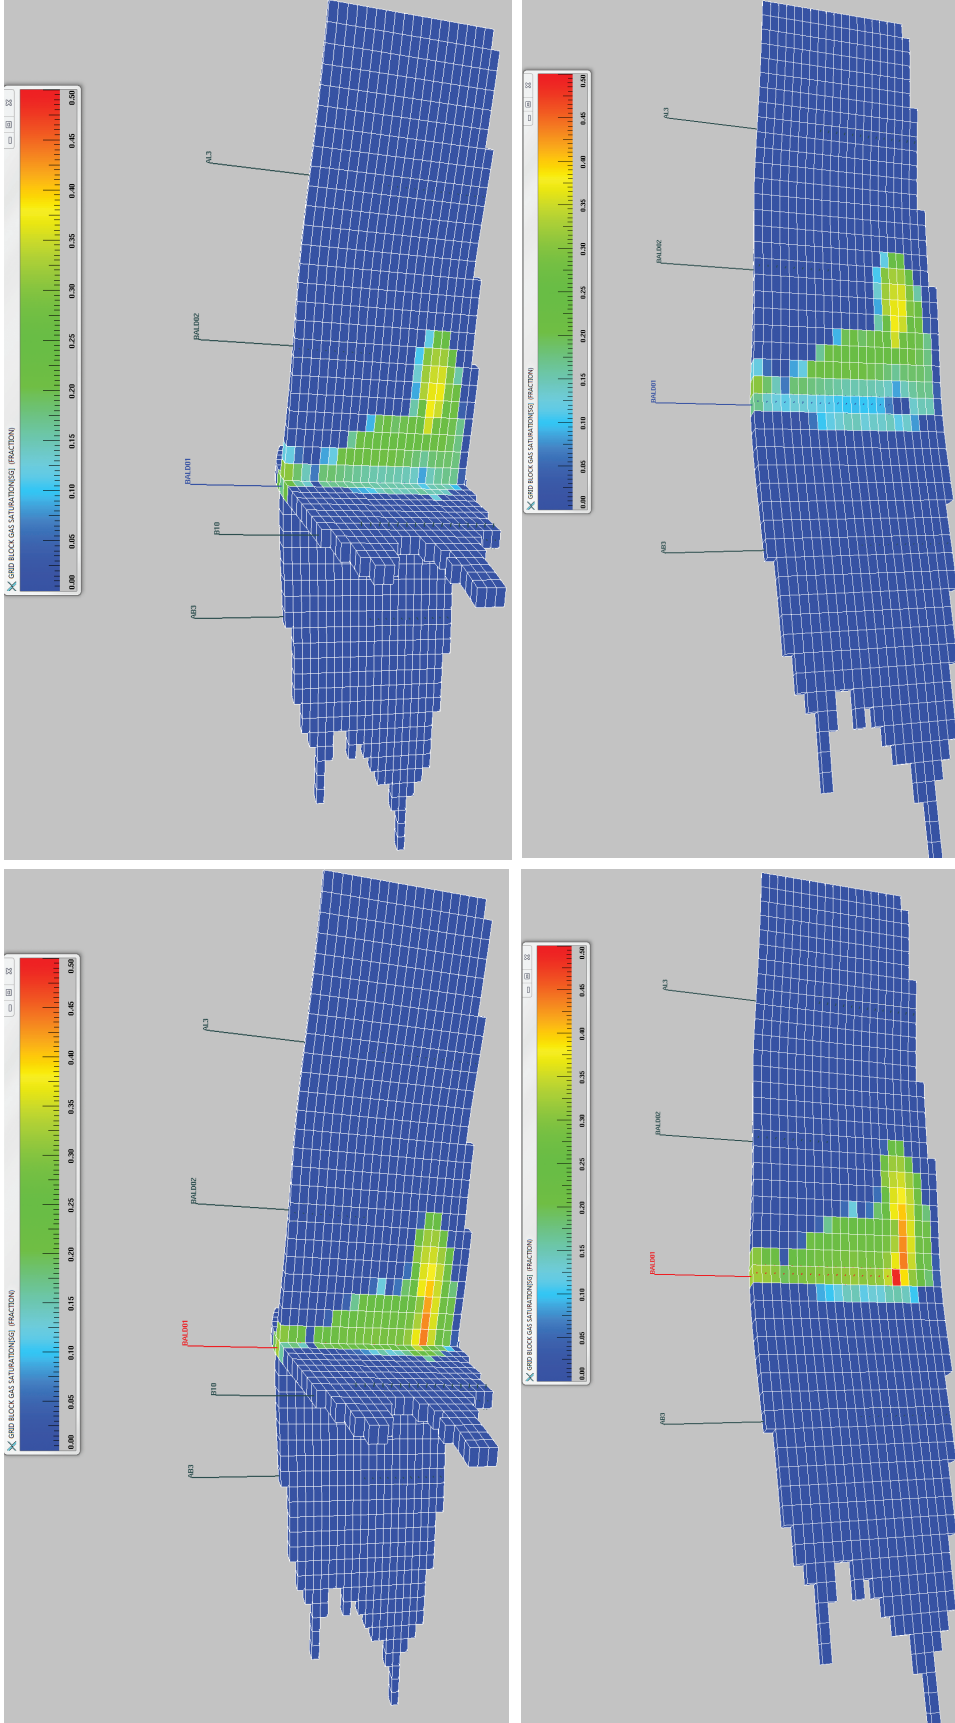 GRID BLOCK GAS SATURATION[SG] (FRACTION)
0.00 0.05 0.10 0.15 0.20 0.25 0.30 0.35 0.40 0.45 0.50
AB3
B10
BALD01
BALD02
AL3
GRID BLOCK GAS SATURATION[SG] (FRACTION)
0.00 0.05 0.10 0.15 0.20 0.25 0.30 0.35 0.40 0.45 0.50
AB3
B10
BALD01
BALD02
AL3
GRID BLOCK GAS SATURATION[SG] (FRACTION)
0.00 0.05 0.10 0.15 0.20 0.25 0.30 0.35 0.40 0.45 0.50
AB3
BALD01
BALD02
AL3
GRID BLOCK GAS SATURATION[SG] (FRACTION)
0.00 0.05 0.10 0.15 0.20 0.25 0.30 0.35 0.40 0.45 0.50
AB3
BALD01
BALD02
AL3